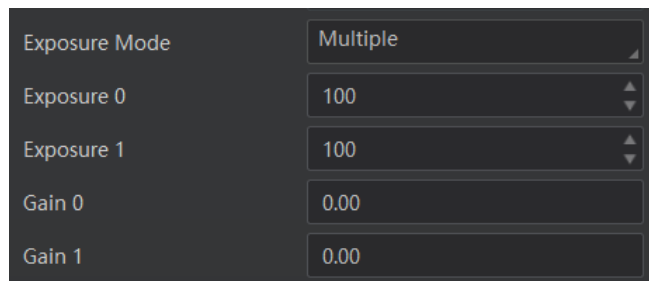 Exposure Mode Multiple
Exposure 0 100
Exposure 1 100
Gain 0 0.00
Gain 1 0.00